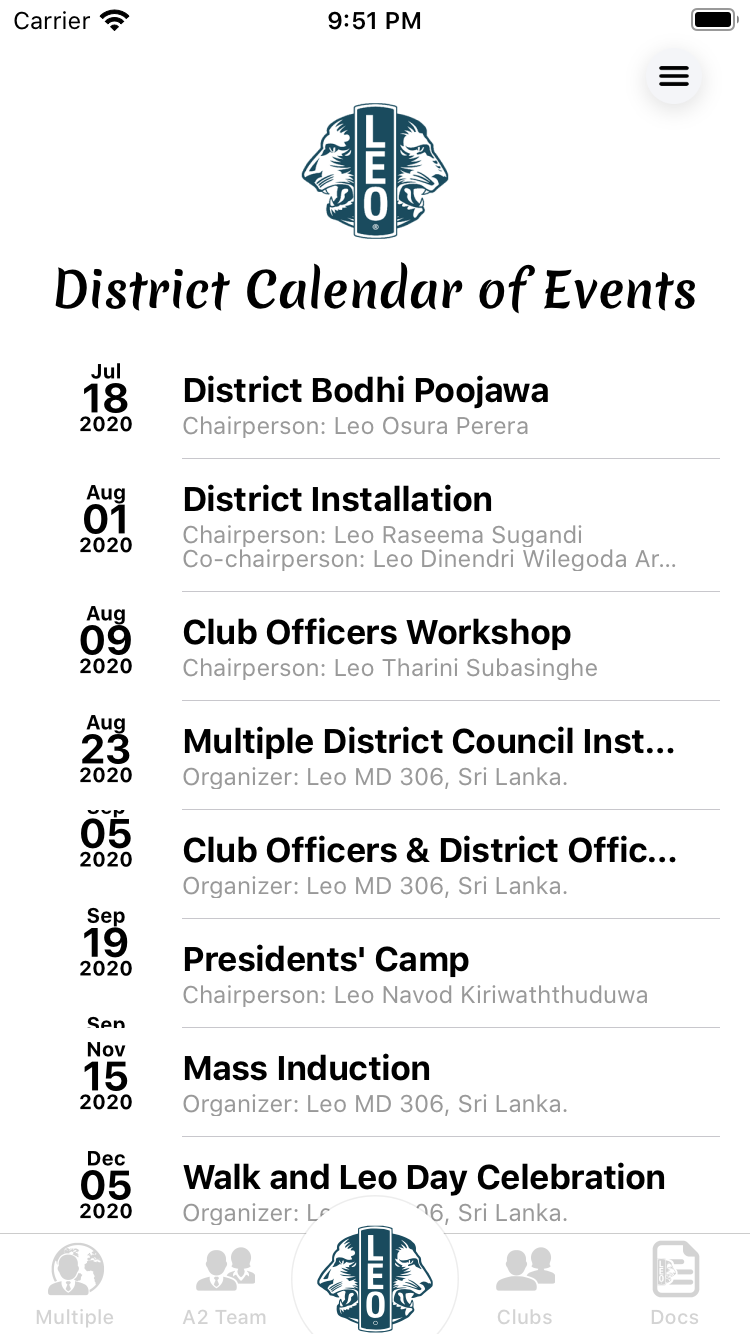 Carrier 9:51 PM
LEO
®
District Calendar of Events
Jul
18
2020
District Bodhi Poojawa
Chairperson: Leo Osura Perera
Aug
01
2020
District Installation
Chairperson: Leo Raseema Sugandi
Co-chairperson: Leo Dinendri Wilegoda Ar...
Aug
09
2020
Club Officers Workshop
Chairperson: Leo Tharini Subasinghe
Aug
23
2020
Multiple District Council Inst...
Organizer: Leo MD 306, Sri Lanka.
Sep
05
2020
Club Officers & District Offic...
Organizer: Leo MD 306, Sri Lanka.
Sep
19
2020
Presidents' Camp
Chairperson: Leo Navod Kiriwaththuduwa
Sep
Nov
15
2020
Mass Induction
Organizer: Leo MD 306, Sri Lanka.
Dec
05
2020
Walk and Leo Day Celebration
Organizer: 06, Sri Lanka.
Multiple
A2 Team
LEO
Clubs
Docs